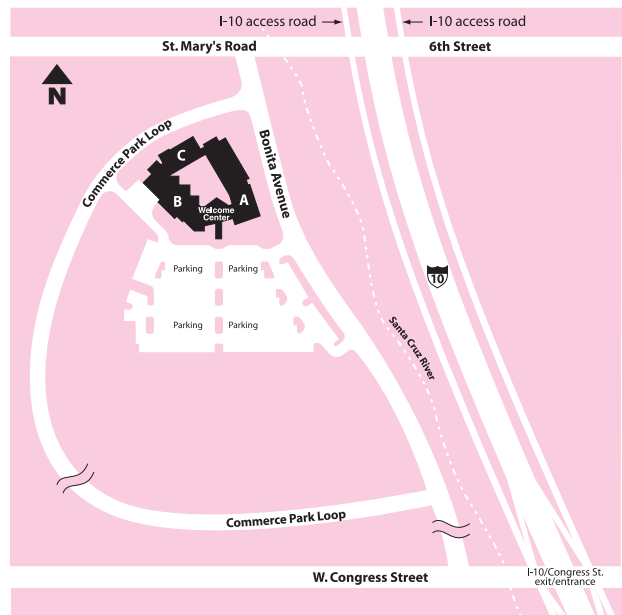 I-10 access road
I-10 access road
St. Mary's Road
6th Street
N
Commerce Park Loop
Bonita Avenue
C
B
A
Welcome
Center
Parking
Parking
10
Parking
Parking
Santa Cruz River
Commerce Park Loop
W. Congress Street
I-10/Congress St.
exit/entrance